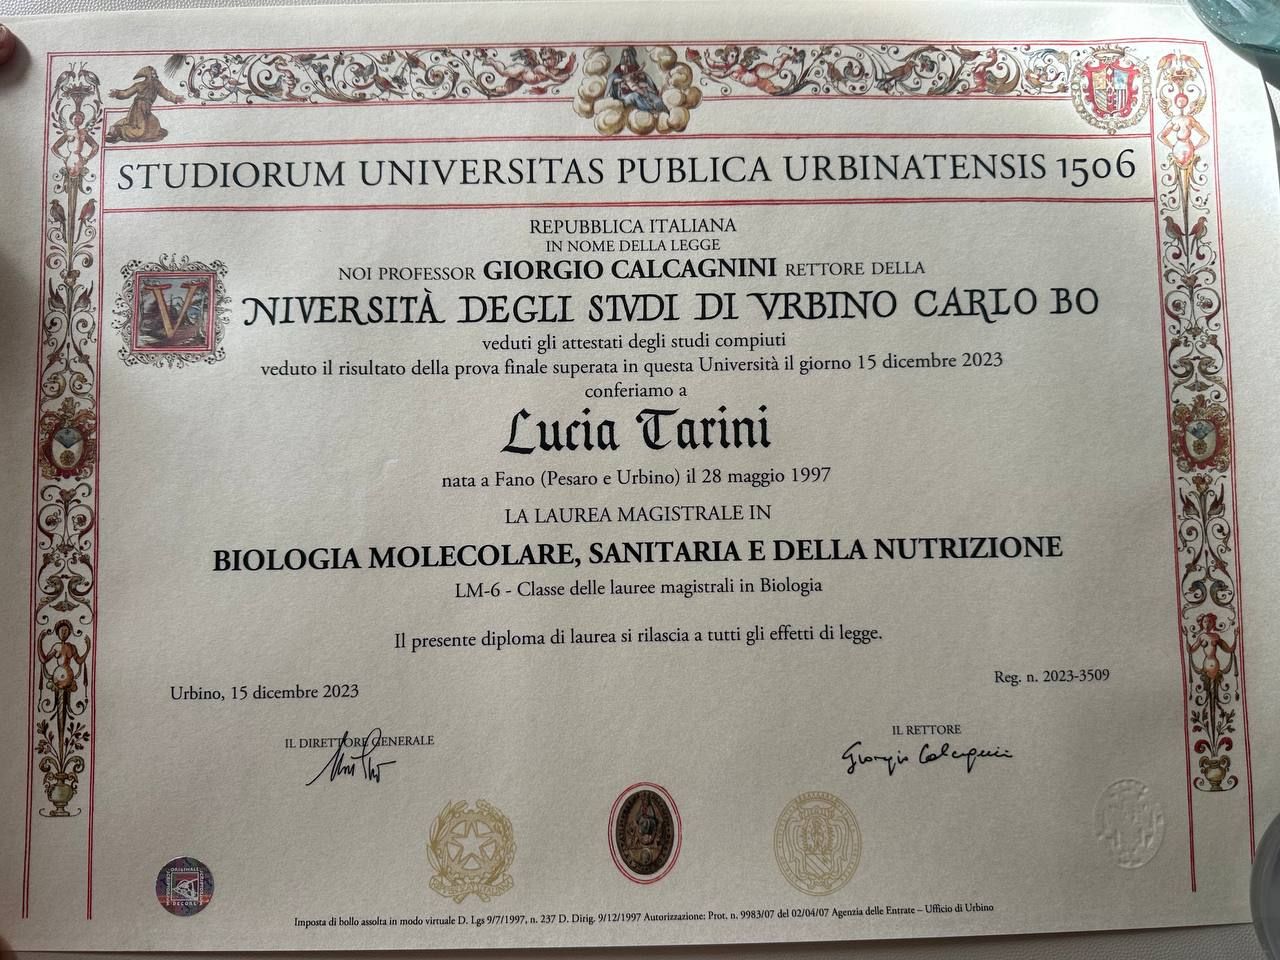 STUDIORUM UNIVERSITAS PUBLICA URBINATENSIS 1506
REPUBBLICA ITALIANA
IN NOME DELLA LEGGE
NOI PROFESSOR GIORGIO CALCAGNINI RETTORE DELLA
VNIVERSITÀ DEGLI STVDI DI VRBINO CARLO BO
veduti gli attestati degli studi compiuti
veduto il risultato della prova finale superata in questa Università il giorno 15 dicembre 2023
conferiamo a
Lucia Tarini
nata a Fano (Pesaro e Urbino) il 28 maggio 1997
LA LAUREA MAGISTRALE IN
BIOLOGIA MOLECOLARE, SANITARIA E DELLA NUTRIZIONE
LM-6 - Classe delle lauree magistrali in Biologia
Il presente diploma di laurea si rilascia a tutti gli effetti di legge.
Urbino, 15 dicembre 2023
Reg. n. 2023-3509
IL DIRETTORE GENERALE
IL RETTORE
Giorgio Calcagnini
Imposta di bollo assolta in modo virtuale D. Lgs 9/7/1997, n. 237 D. Dirig. 9/12/1997 Autorizzazione: Prot. n. 9983/07 del 02/04/07 Agenzia delle Entrate – Ufficio di Urbino